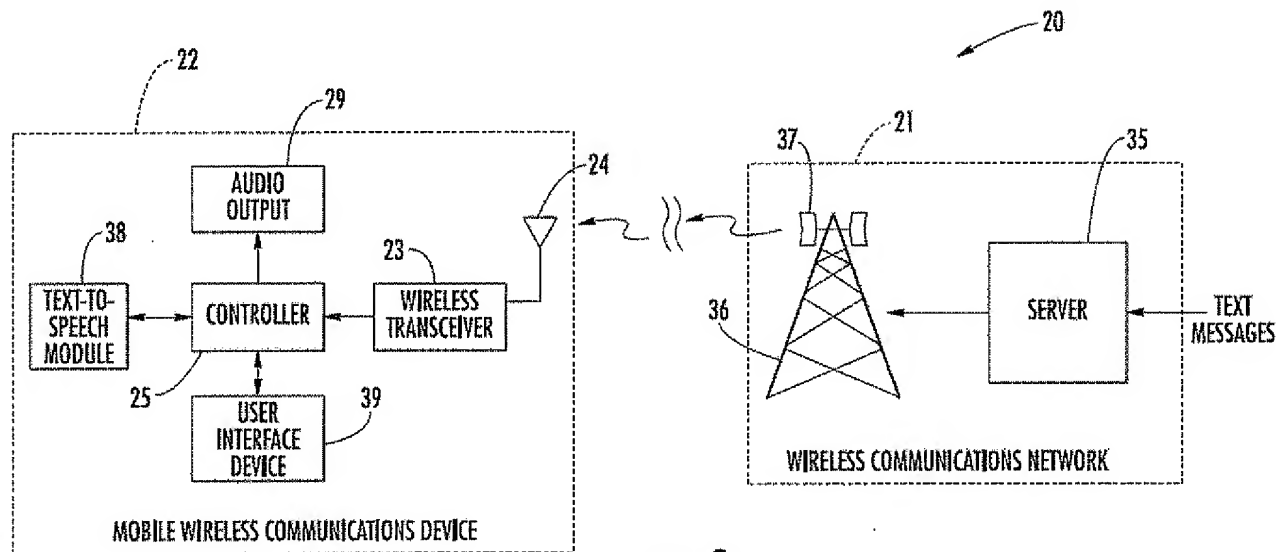 20
22
29
21
37
35
24
AUDIO
OUTPUT
38
23
TEXT-TO-
SPEECH
MODULE
CONTROLLER
WIRELESS
TRANSCEIVER
36
SERVER
TEXT
MESSAGES
25
39
USER
INTERFACE
DEVICE
WIRELESS COMMUNICATIONS NETWORK
MOBILE WIRELESS COMMUNICATIONS DEVICE